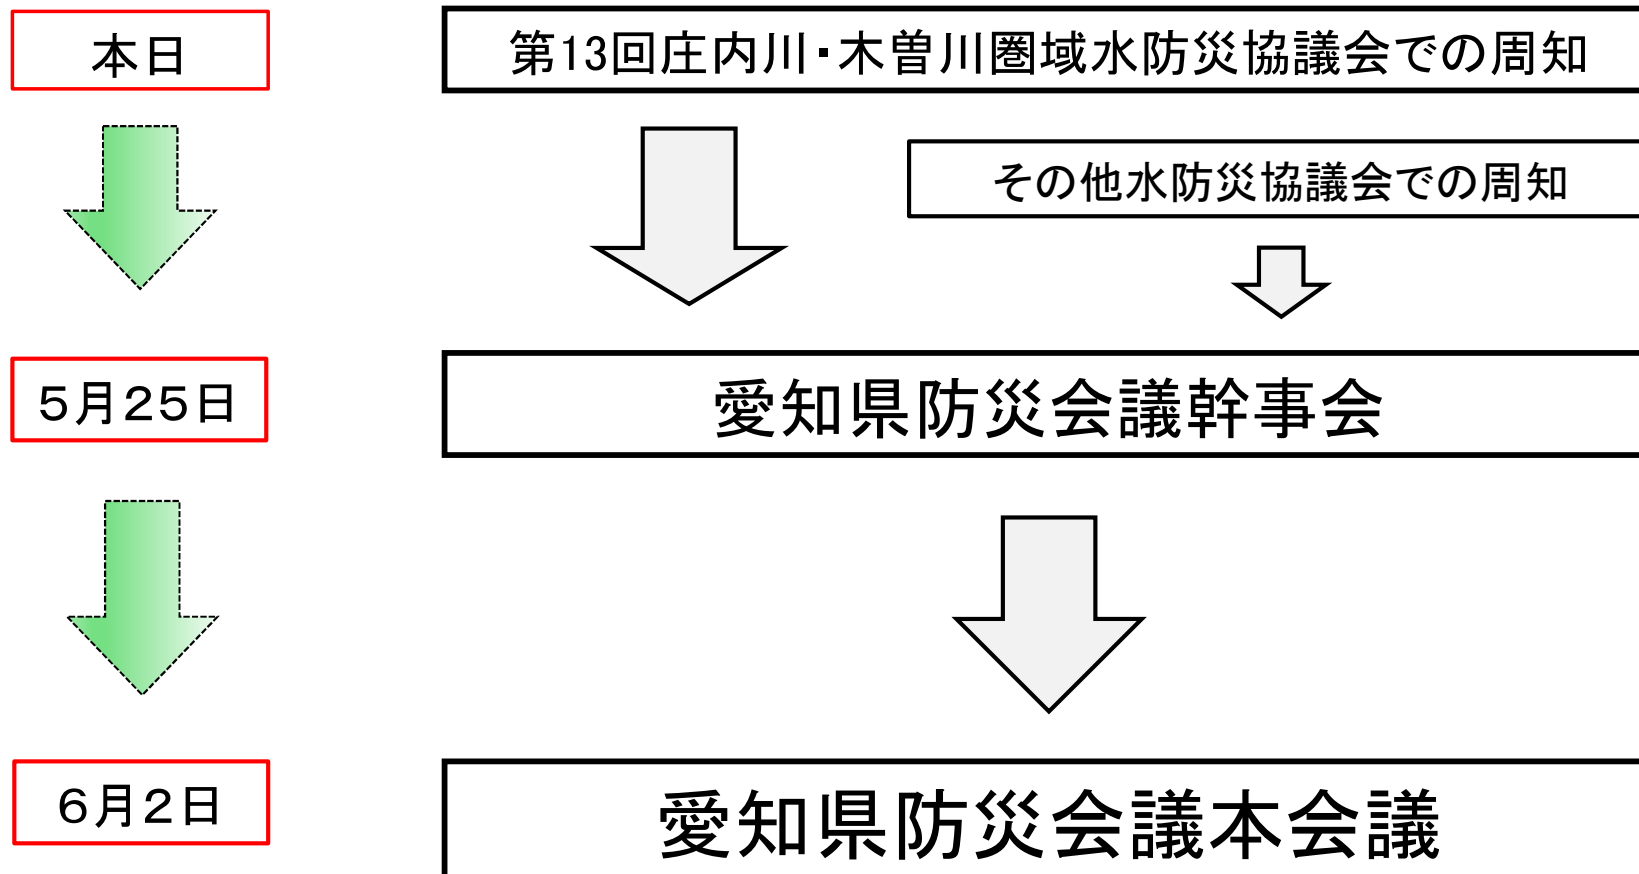 本日
第13回庄内川・木曽川圏域水防災協議会での周知
その他水防災協議会での周知
5月25日
愛知県防災会議幹事会
6月2日
愛知県防災会議本会議